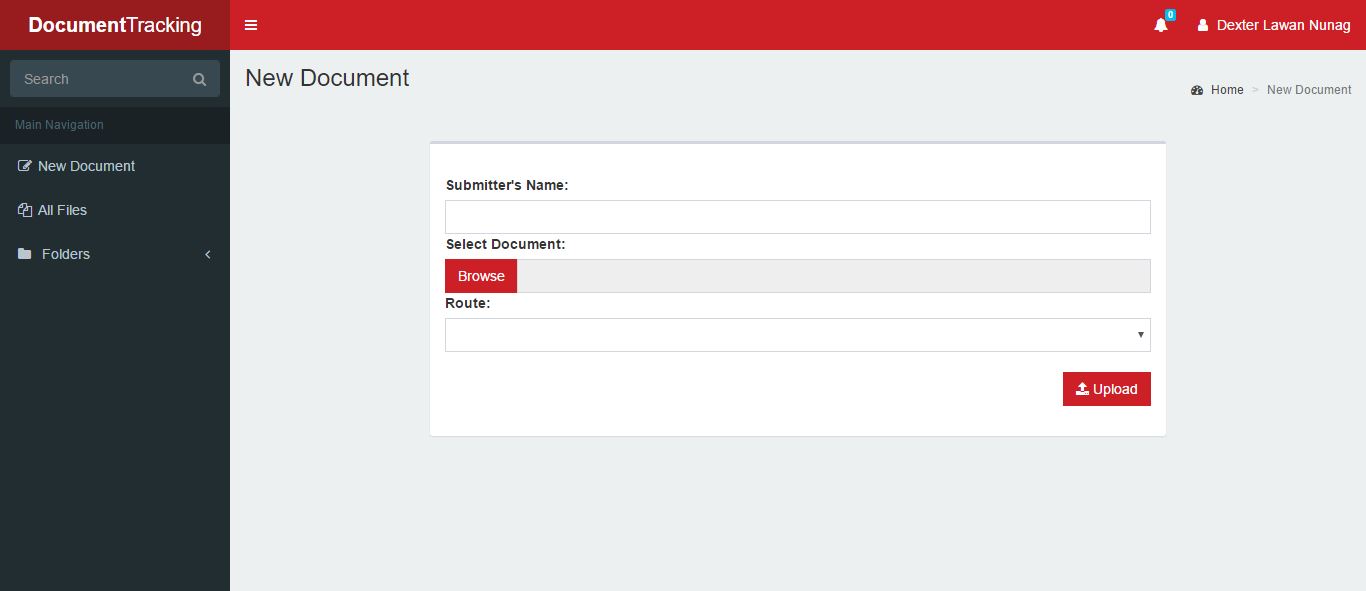 DocumentTracking
0
Dexter Lawan Nunag
Search
New Document
Home > New Document
Main Navigation
New Document
All Files
Folders
Submitter's Name:
Select Document:
Browse
Route:
Upload